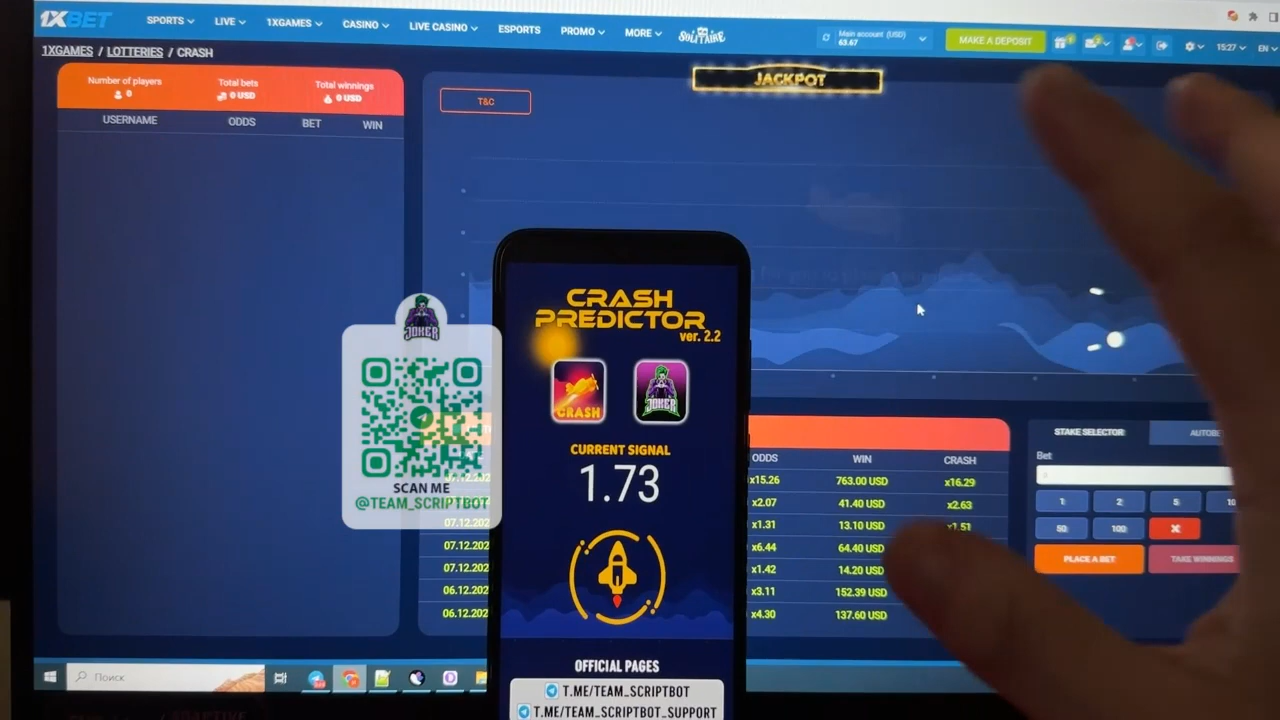 1XBET
SPORTS LIVE 1XGAMES CASINO LIVE CASINO ESPORTS PROMO MORE SOLITAIRE
Main account (USD)
63.67
MAKE A DEPOSIT
15:27
EN
1XGAMES / LOTTERIES / CRASH
JACKPOT
Number of players
0
Total bets
0 USD
Total winnings
0 USD
USERNAME ODDS BET WIN
T&C
CRASH
PREDICTOR
ver. 2.2
CRASH
JOKER
CURRENT SIGNAL
1.73
JOKER
SCAN ME
@TEAM_SCRIPTBOT
ODDS WIN CRASH
x15.26 763.00 USD x16.29
x2.07 41.40 USD x2.63
07.12.202 x1.31 13.10 USD x1.51
07.12.202 x6.44 64.40 USD
07.12.202 x1.42 14.20 USD
06.12.202 x3.11 152.39 USD
06.12.202 x4.30 137.60 USD
STAKE SELECTOR
AUTOBE
Bet
1 2 5 10
50 100 X
PLACE A BET
TAKE WINNINGS
OFFICIAL PAGES
T.ME/TEAM_SCRIPTBOT
T.ME/TEAM_SCRIPTBOT_SUPPORT
Поиск